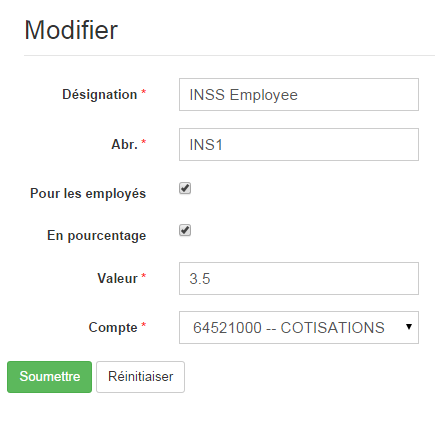 Modifier
Désignation * INSS Employee
Abr. * INS1
Pour les employés
En pourcentage
Valeur * 3.5
Compte * 64521000 -- COTISATIONS
Soumettre Réinitiaiser